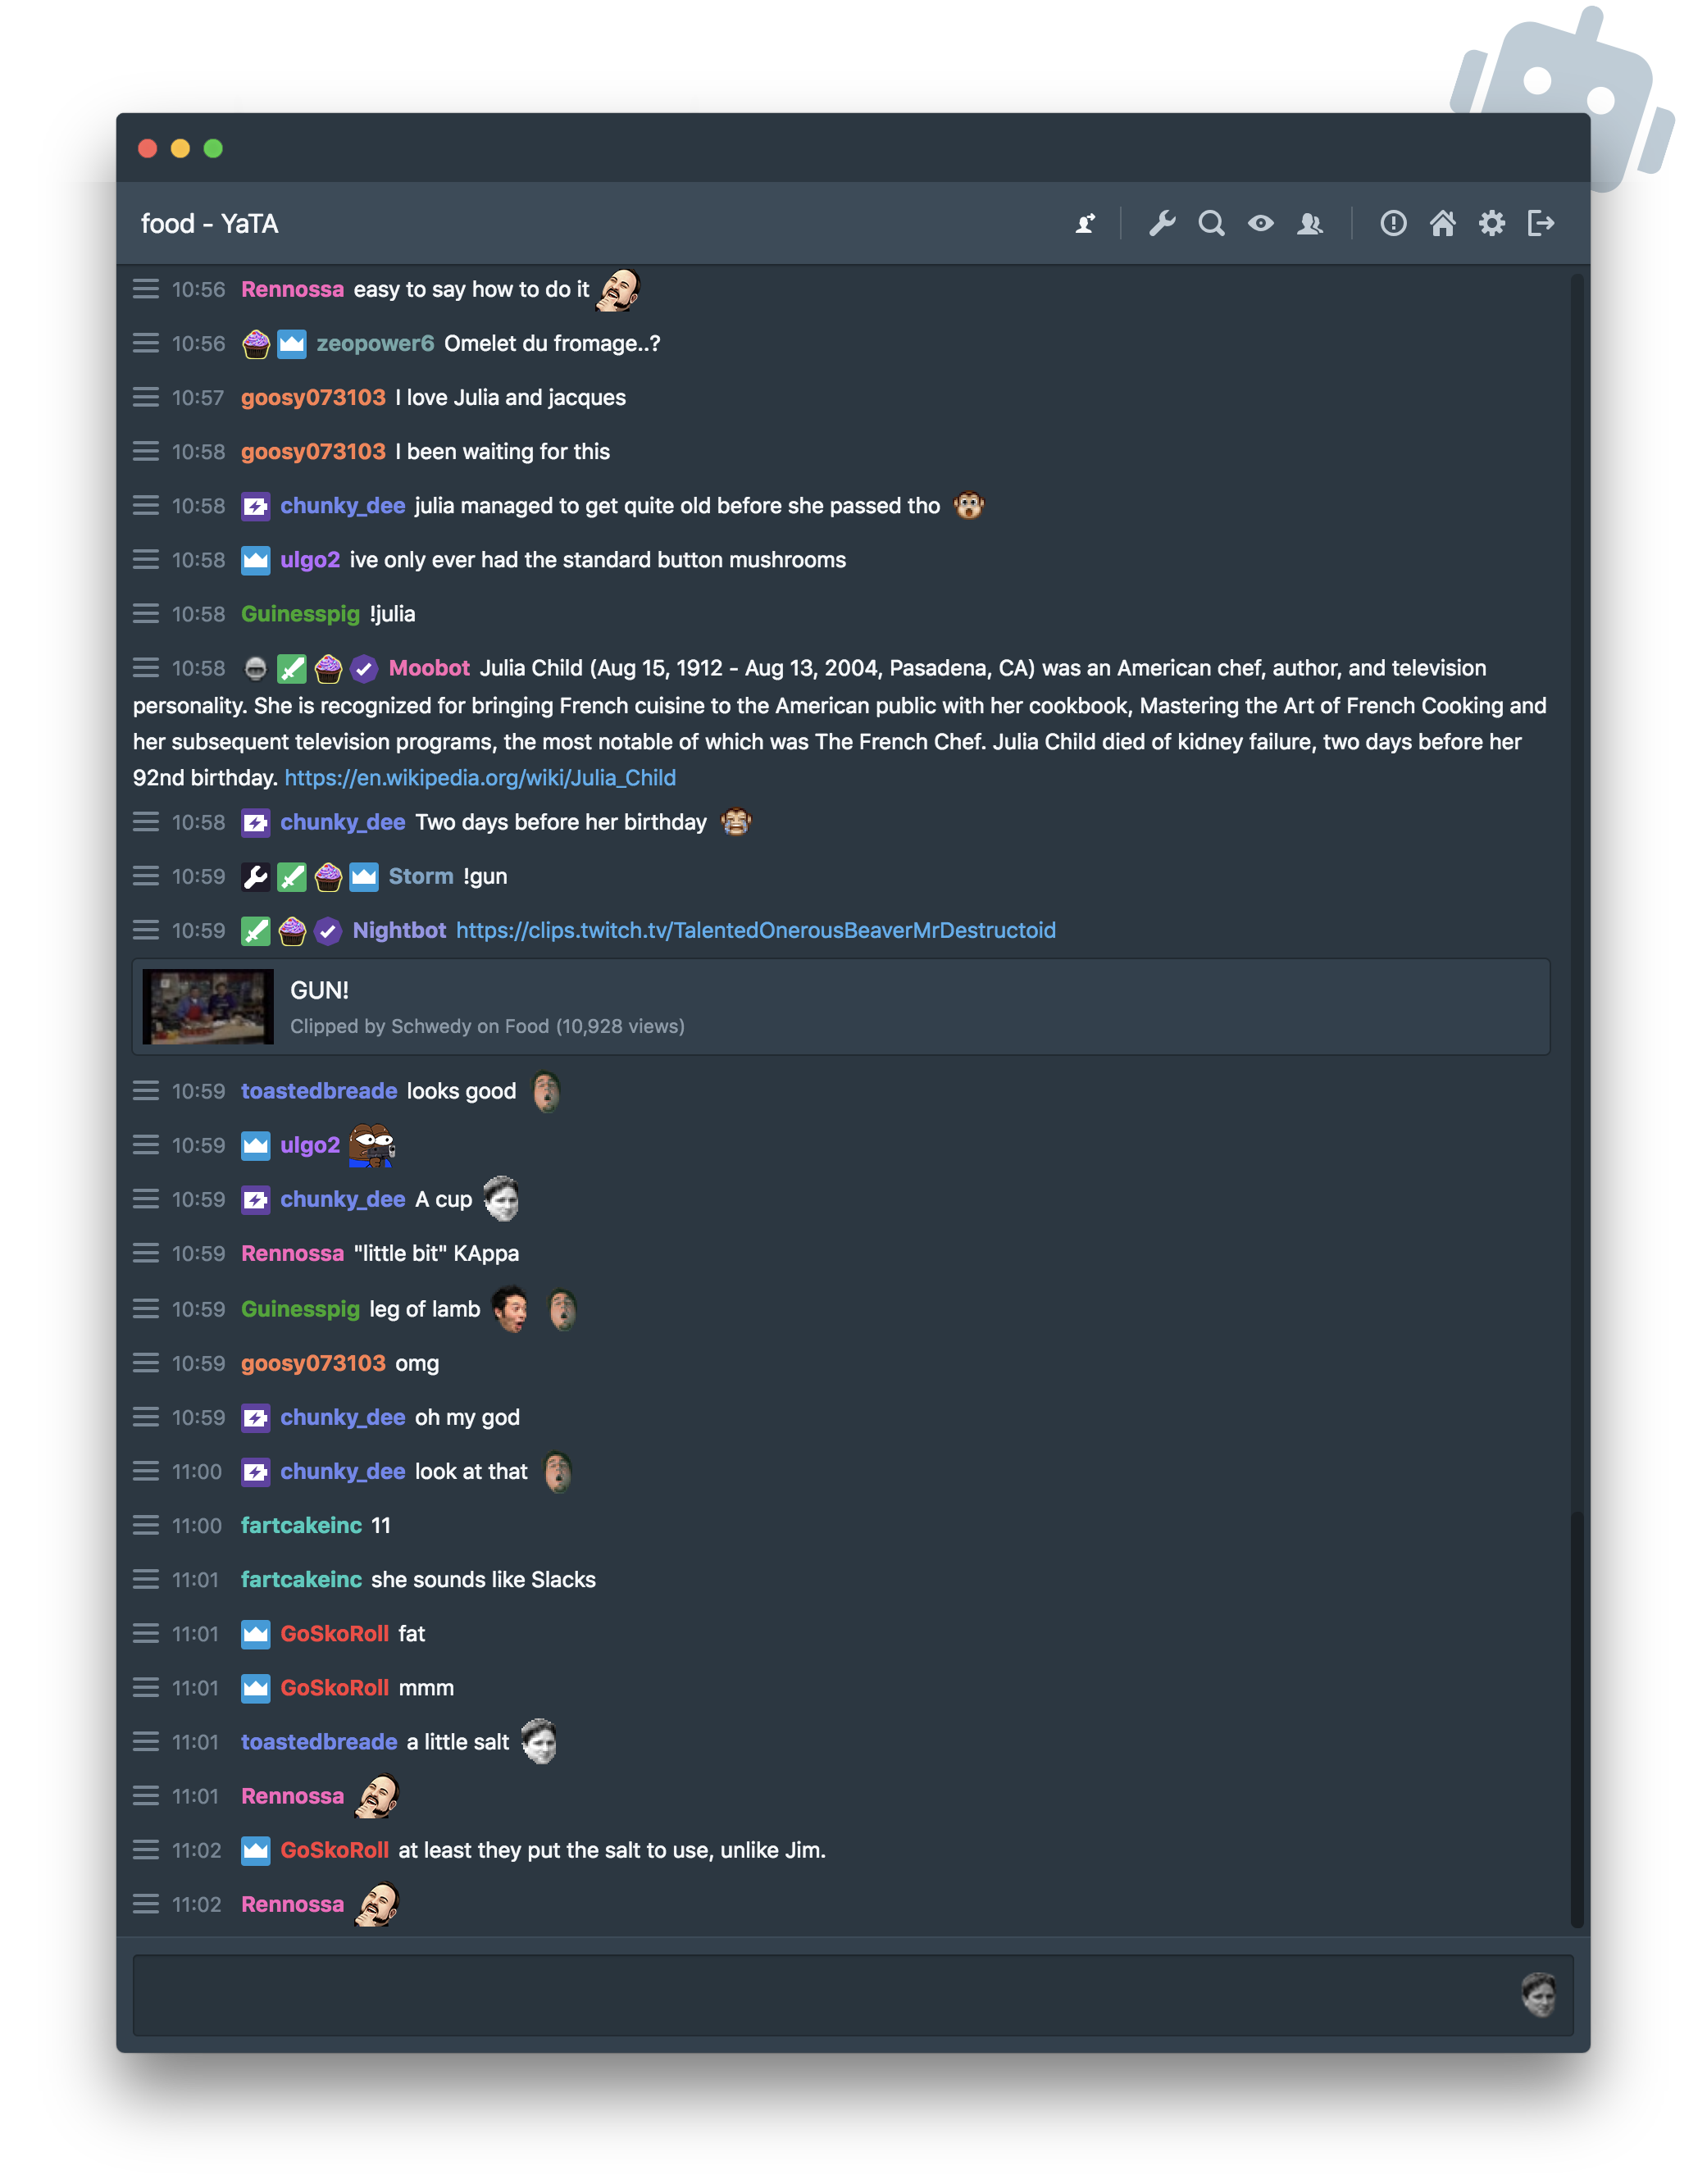 food - YaTA
10:56 Rennossa easy to say how to do it
10:56 zeopower6 Omelet du fromage..?
10:57 goosy073103 I love Julia and jacques
10:58 goosy073103 I been waiting for this
10:58 chunky_dee julia managed to get quite old before she passed tho
10:58 ulgo2 ive only ever had the standard button mushrooms
10:58 Guinesspig !julia
10:58 Moobot Julia Child (Aug 15, 1912 - Aug 13, 2004, Pasadena, CA) was an American chef, author, and television
personality. She is recognized for bringing French cuisine to the American public with her cookbook, Mastering the Art of French Cooking and
her subsequent television programs, the most notable of which was The French Chef. Julia Child died of kidney failure, two days before her
92nd birthday. https://en.wikipedia.org/wiki/Julia_Child
10:58 chunky_dee Two days before her birthday
10:59 Storm !gun
10:59 Nightbot https://clips.twitch.tv/TalentedOnerousBeaverMrDestructoid
GUN!
Clipped by Schwedy on Food (10,928 views)
10:59 toastedbreade looks good
10:59 ulgo2
10:59 chunky_dee A cup
10:59 Rennossa "little bit" KAppa
10:59 Guinesspig leg of lamb
10:59 goosy073103 omg
10:59 chunky_dee oh my god
11:00 chunky_dee look at that
11:00 fartcakeinc 11
11:01 fartcakeinc she sounds like Slacks
11:01 GoSkoRoll fat
11:01 GoSkoRoll mmm
11:01 toastedbreade a little salt
11:01 Rennossa
11:02 GoSkoRoll at least they put the salt to use, unlike Jim.
11:02 Rennossa